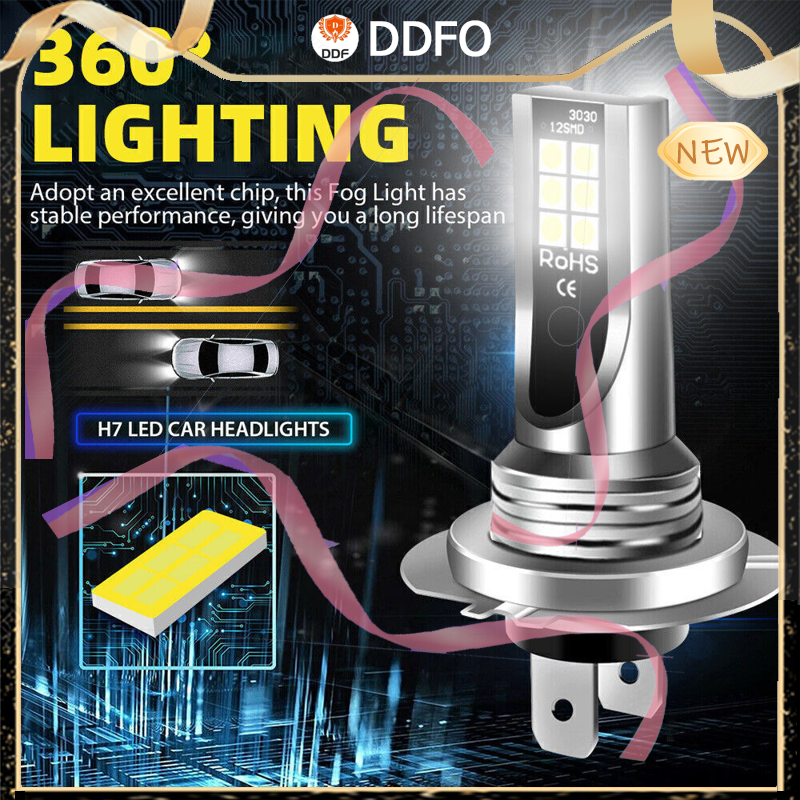 DDF
DDFO
360°
LIGHTING
Adopt an excellent chip, this Fog Light has
stable performance, giving you a long lifespan
3030
12SMD
NEW
RoHS
CE
H7 LED CAR HEADLIGHTS